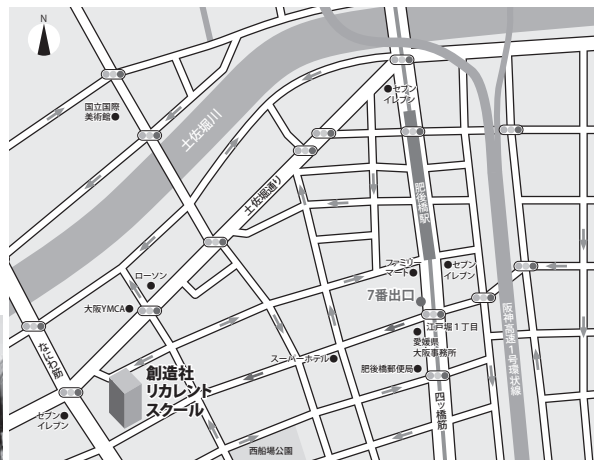 N
国立国際
美術館
土佐堀川
セブン
イレブン
土佐堀通り
肥後橋駅
ローソン
大阪YMCA
ファミリ
マート
セブン
イレブン
7番出口
江戸堀1丁目
愛媛県
大阪事務所
阪神高速1号環状線
なにわ筋
スーパーホテル
肥後橋郵便局
創造社
リカレント
スクール
四ッ橋筋
セブン
イレブン
西船場公園